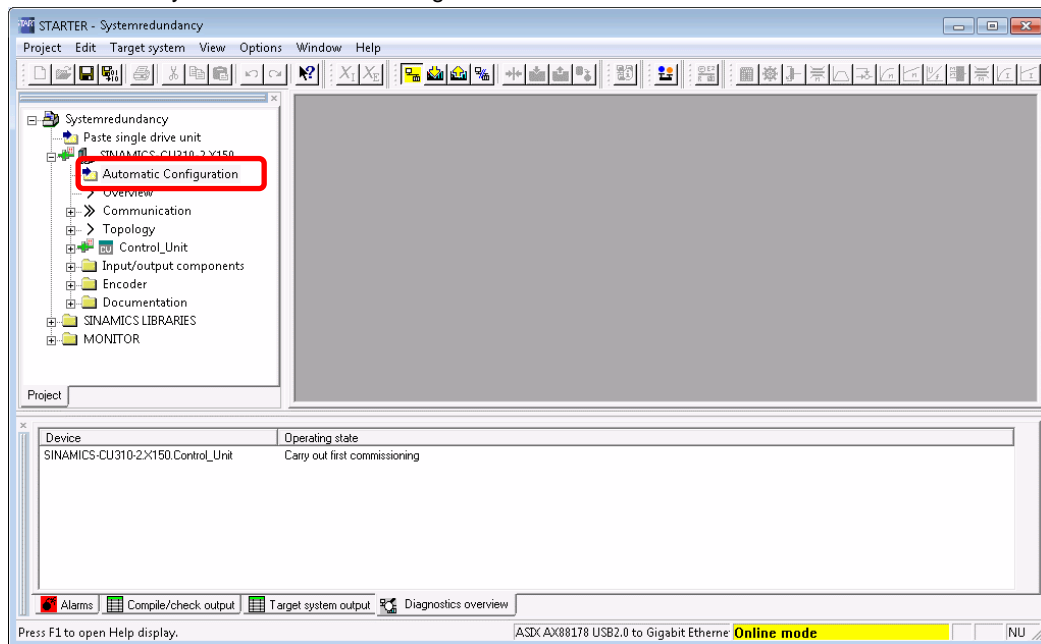 STARTER - Systemredundancy
Project Edit Target system View Options Window Help
Systemredundancy
Paste single drive unit
SINAMICS-CU310-2.X150
Automatic Configuration
Overview
Communication
Topology
Control_Unit
Input/output components
Encoder
Documentation
SINAMICS LIBRARIES
MONITOR
Project
Device Operating state
SINAMICS-CU310-2.X150.Control_Unit Carry out first commissioning
Alarms Compile/check output Target system output Diagnostics overview
Press F1 to open Help display. ASIX AX88178 USB2.0 to Gigabit Etherne Online mode NU